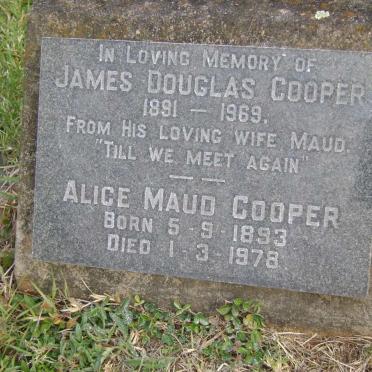 In Loving Memory of
James Douglas Cooper
1891 — 1969.
From His loving wife Maud.
"Till we meet again"
Alice Maud Cooper
Born 5-9-1893
Died 1-3-1978